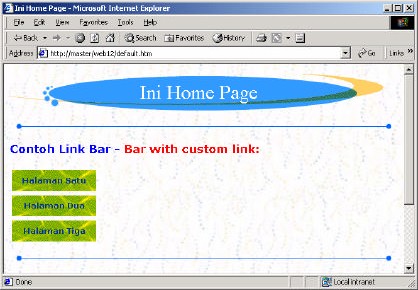 Ini Home Page - Microsoft Internet Explorer
File Edit View Favorites Tools Help
Back Search Favorites History
Address http://master/web12/default.htm Go Links »
Ini Home Page
Contoh Link Bar - Bar with custom link:
Halaman Satu
Halaman Dua
Halaman Tiga
Done Local intranet